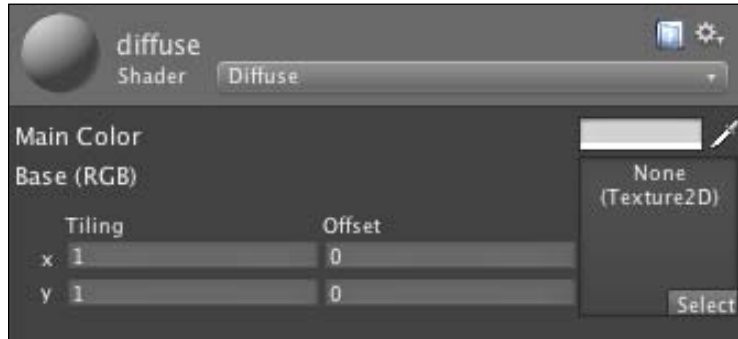 diffuse
Shader Diffuse
Main Color
Base (RGB)
None
(Texture2D)
Tiling Offset
x 1 0
y 1 0
Select